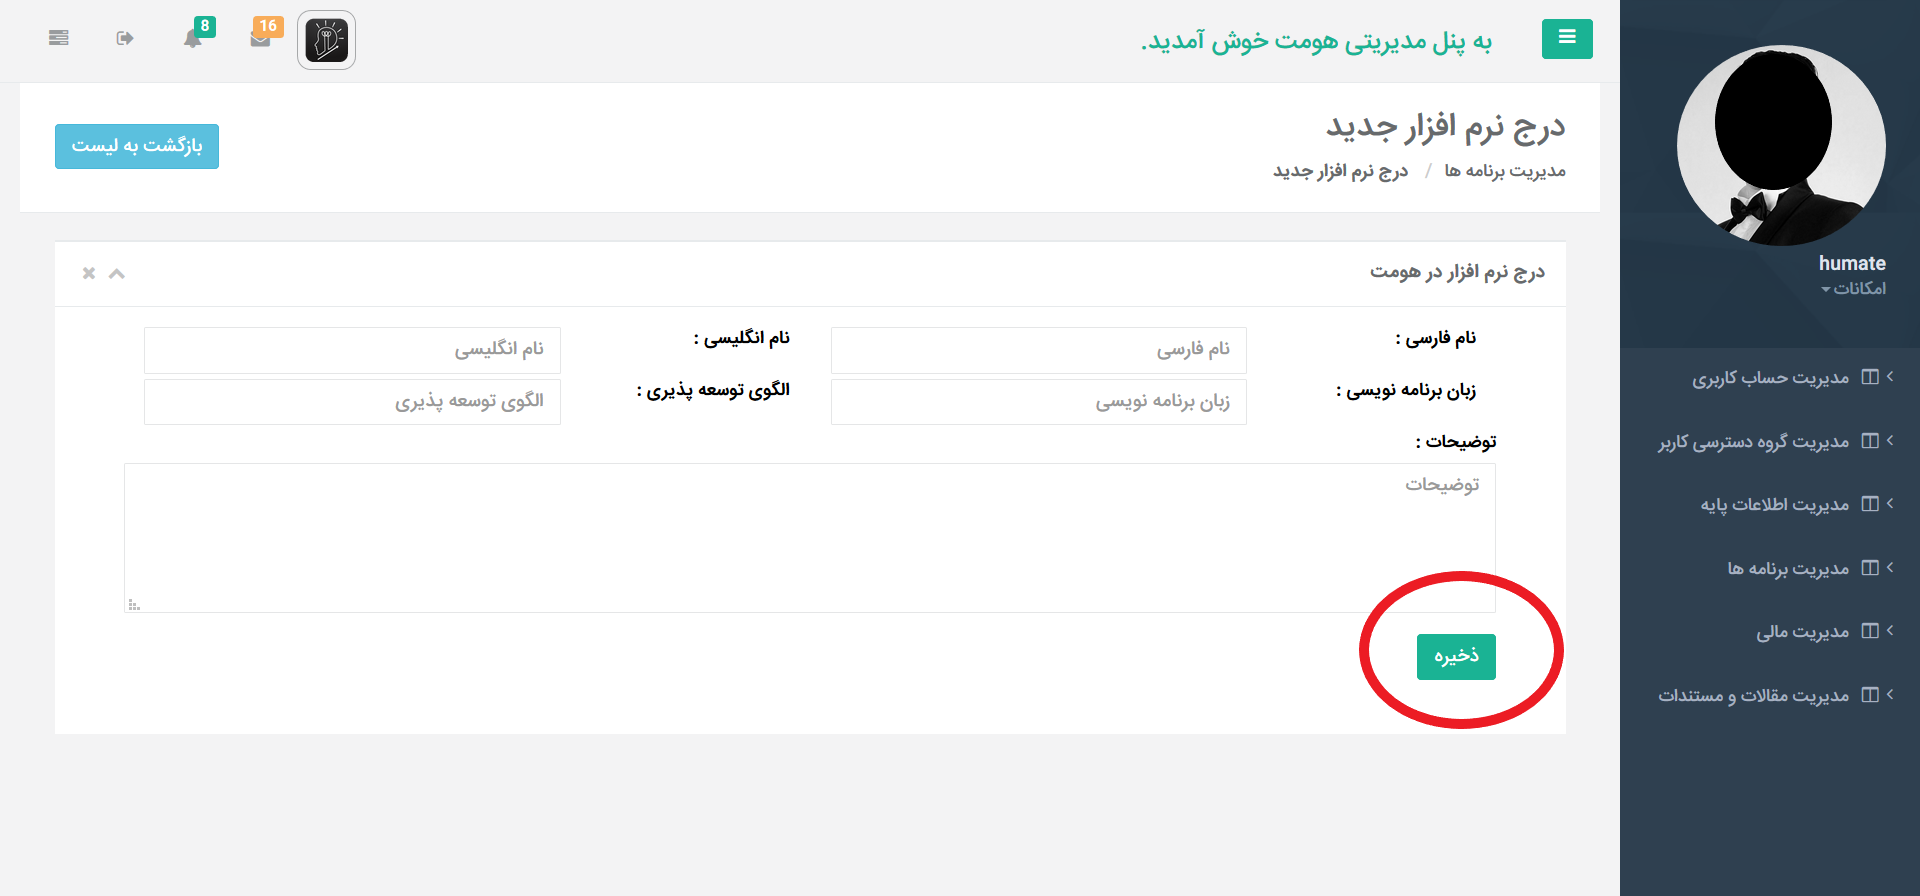 به پنل مدیریتی هومت خوش آمدید.
16
8
humate
امکانات
مدیریت حساب کاربری
مدیریت گروه دسترسی کاربر
مدیریت اطلاعات پایه
مدیریت برنامه ها
مدیریت مالی
مدیریت مقالات و مستندات
درج نرم افزار جدید
مدیریت برنامه ها / درج نرم افزار جدید
بازگشت به لیست
درج نرم افزار در هومت
نام فارسی :
نام فارسی
نام انگلیسی :
نام انگلیسی
زبان برنامه نویسی :
زبان برنامه نویسی
الگوی توسعه پذیری :
الگوی توسعه پذیری
توضیحات :
توضیحات
ذخیره